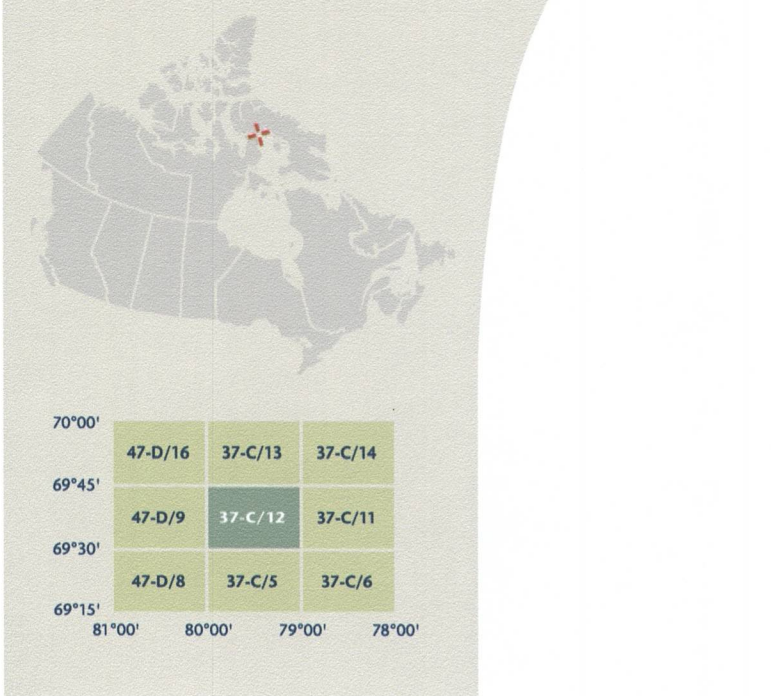 70°00'
47-D/16 37-C/13 37-C/14
69°45'
47-D/9 37-C/12 37-C/11
69°30'
47-D/8 37-C/5 37-C/6
69°15'
81°00' 80°00' 79°00' 78°00'